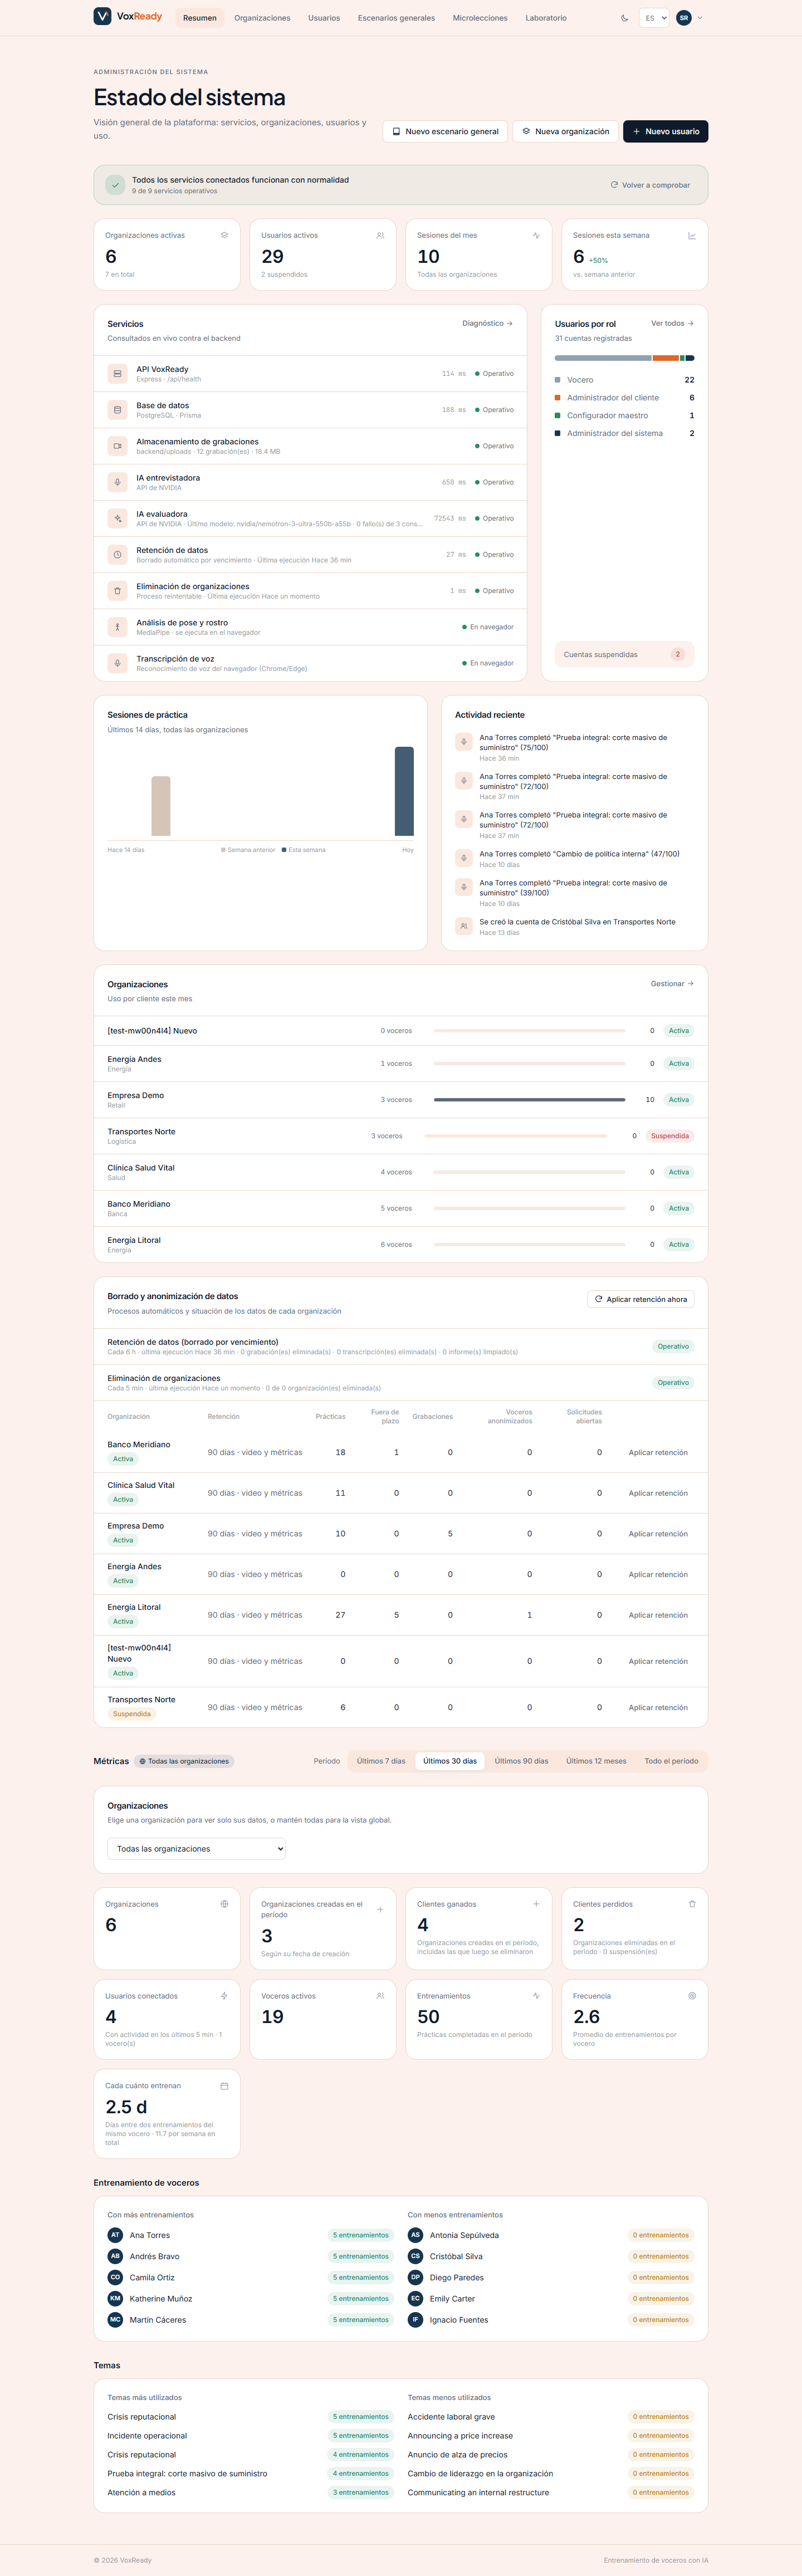 VoxReady
Resumen
Organizaciones
Usuarios
Escenarios generales
Microlecciones
Laboratorio
ES
SR
ADMINISTRACIÓN DEL SISTEMA
Estado del sistema
Visión general de la plataforma: servicios, organizaciones, usuarios y
uso.
Nuevo escenario general
Nueva organización
Nuevo usuario
Todos los servicios conectados funcionan con normalidad
9 de 9 servicios operativos
Volver a comprobar
Organizaciones activas
6
7 en total
Usuarios activos
29
2 suspendidos
Sesiones del mes
10
Todas las organizaciones
Sesiones esta semana
6 +50%
vs. semana anterior
Servicios
Diagnóstico →
Consultados en vivo contra el backend
API VoxReady
Express · /api/health
114 ms
Operativo
Base de datos
PostgreSQL · Prisma
188 ms
Operativo
Almacenamiento de grabaciones
backend/uploads · 12 grabación(es) · 18.4 MB
Operativo
IA entrevistadora
API de NVIDIA
658 ms
Operativo
IA evaluadora
API de NVIDIA · Último modelo: nvidia/nemotron-3-ultra-550b-a55b · 0 fallo(s) de 3 cons...
72543 ms
Operativo
Retención de datos
Borrado automático por vencimiento · Última ejecución Hace 36 min
27 ms
Operativo
Eliminación de organizaciones
Proceso reintentable · Última ejecución Hace un momento
1 ms
Operativo
Análisis de pose y rostro
MediaPipe · se ejecuta en el navegador
En navegador
Transcripción de voz
Reconocimiento de voz del navegador (Chrome/Edge)
En navegador
Usuarios por rol
Ver todos →
31 cuentas registradas
Vocero 22
Administrador del cliente 6
Configurador maestro 1
Administrador del sistema 2
Cuentas suspendidas 2
Sesiones de práctica
Últimos 14 días, todas las organizaciones
Hace 14 días
Semana anterior
Esta semana
Hoy
Actividad reciente
Ana Torres completó "Prueba integral: corte masivo de
suministro" (75/100)
Hace 36 min
Ana Torres completó "Prueba integral: corte masivo de
suministro" (72/100)
Hace 37 min
Ana Torres completó "Prueba integral: corte masivo de
suministro" (72/100)
Hace 37 min
Ana Torres completó "Cambio de política interna" (47/100)
Hace 10 días
Ana Torres completó "Prueba integral: corte masivo de
suministro" (39/100)
Hace 10 días
Se creó la cuenta de Cristóbal Silva en Transportes Norte
Hace 13 días
Organizaciones
Gestionar →
Uso por cliente este mes
[test-mw00n4l4] Nuevo
0 voceros
0
Activa
Energía Andes
Energía
1 voceros
0
Activa
Empresa Demo
Retail
3 voceros
10
Activa
Transportes Norte
Logística
3 voceros
0
Suspendida
Clínica Salud Vital
Salud
4 voceros
0
Activa
Banco Meridiano
Banca
5 voceros
0
Activa
Energía Litoral
Energía
6 voceros
0
Activa
Borrado y anonimización de datos
Aplicar retención ahora
Procesos automáticos y situación de los datos de cada organización
Retención de datos (borrado por vencimiento)
Cada 6 h · última ejecución Hace 36 min · 0 grabación(es) eliminada(s) · 0 transcripción(es) eliminada(s) · 0 informe(s) limpiado(s)
Operativo
Eliminación de organizaciones
Cada 5 min · última ejecución Hace un momento · 0 de 0 organización(es) eliminada(s)
Operativo
Organización
Retención
Prácticas
Fuera de
plazo
Grabaciones
Voceros
anonimizados
Solicitudes
abiertas
Banco Meridiano
Activa
90 días · video y métricas 18 1 0 0 0 Aplicar retención
Clínica Salud Vital
Activa
90 días · video y métricas 11 0 0 0 0 Aplicar retención
Empresa Demo
Activa
90 días · video y métricas 10 0 5 0 0 Aplicar retención
Energía Andes
Activa
90 días · video y métricas 0 0 0 0 0 Aplicar retención
Energía Litoral
Activa
90 días · video y métricas 27 5 0 1 0 Aplicar retención
[test-mw00n4l4]
Nuevo
Activa
90 días · video y métricas 0 0 0 0 0 Aplicar retención
Transportes Norte
Suspendida
90 días · video y métricas 6 0 0 0 0 Aplicar retención
Métricas
Todas las organizaciones
Período
Últimos 7 días
Últimos 30 días
Últimos 90 días
Últimos 12 meses
Todo el período
Organizaciones
Elige una organización para ver solo sus datos, o mantén todas para la vista global.
Todas las organizaciones
Organizaciones
6
Organizaciones creadas en el
período
3
Según su fecha de creación
Clientes ganados
4
Organizaciones creadas en el período,
incluidas las que luego se eliminaron
Clientes perdidos
2
Organizaciones eliminadas en el
período · 0 suspensión(es)
Usuarios conectados
4
Con actividad en los últimos 5 min · 1
vocero(s)
Voceros activos
19
Entrenamientos
50
Prácticas completadas en el período
Frecuencia
2.6
Promedio de entrenamientos por
vocero
Cada cuánto entrenan
2.5 d
Días entre dos entrenamientos del
mismo vocero · 11.7 por semana en
total
Entrenamiento de voceros
Con más entrenamientos
AT Ana Torres 5 entrenamientos
AB Andrés Bravo 5 entrenamientos
CO Camila Ortiz 5 entrenamientos
KM Katherine Muñoz 5 entrenamientos
MC Martín Cáceres 5 entrenamientos
Con menos entrenamientos
AS Antonia Sepúlveda 0 entrenamientos
CS Cristóbal Silva 0 entrenamientos
DP Diego Paredes 0 entrenamientos
EC Emily Carter 0 entrenamientos
IF Ignacio Fuentes 0 entrenamientos
Temas
Temas más utilizados
Crisis reputacional 5 entrenamientos
Incidente operacional 5 entrenamientos
Crisis reputacional 4 entrenamientos
Prueba integral: corte masivo de suministro 4 entrenamientos
Atención a medios 3 entrenamientos
Temas menos utilizados
Accidente laboral grave 0 entrenamientos
Announcing a price increase 0 entrenamientos
Anuncio de alza de precios 0 entrenamientos
Cambio de liderazgo en la organización 0 entrenamientos
Communicating an internal restructure 0 entrenamientos
© 2026 VoxReady
Entrenamiento de voceros con IA